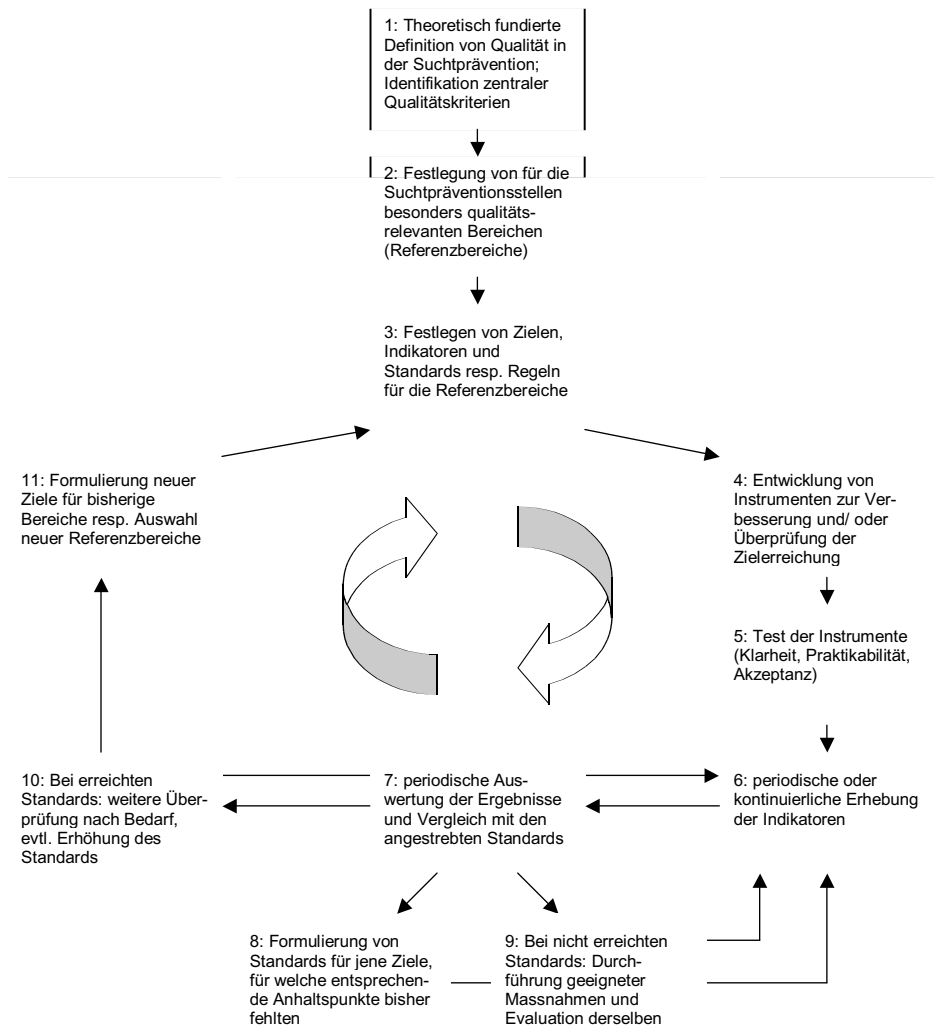 1: Theoretisch fundierte
Definition von Qualität in
der Suchtprävention;
Identifikation zentraler
Qualitätskriterien
2: Festlegung von für die
Suchtpräventionsstellen
besonders qualitäts-
relevanten Bereichen
(Referenzbereiche)
3: Festlegen von Zielen,
Indikatoren und
Standards resp. Regeln
für die Referenzbereiche
4: Entwicklung von
Instrumenten zur Ver-
besserung und/ oder
Überprüfung der
Zielerreichung
5: Test der Instrumente
(Klarheit, Praktikabilität,
Akzeptanz)
6: periodische oder
kontinuierliche Erhebung
der Indikatoren
7: periodische Aus-
wertung der Ergebnisse
und Vergleich mit den
angestrebten Standards
8: Formulierung von
Standards für jene Ziele,
für welche entsprechen-
de Anhaltspunkte bisher
fehlten
9: Bei nicht erreichten
Standards: Durch-
führung geeigneter
Massnahmen und
Evaluation derselben
10: Bei erreichten
Standards: weitere Über-
prüfung nach Bedarf,
evtl. Erhöhung des
Standards
11: Formulierung neuer
Ziele für bisherige
Bereiche resp. Auswahl
neuer Referenzbereiche